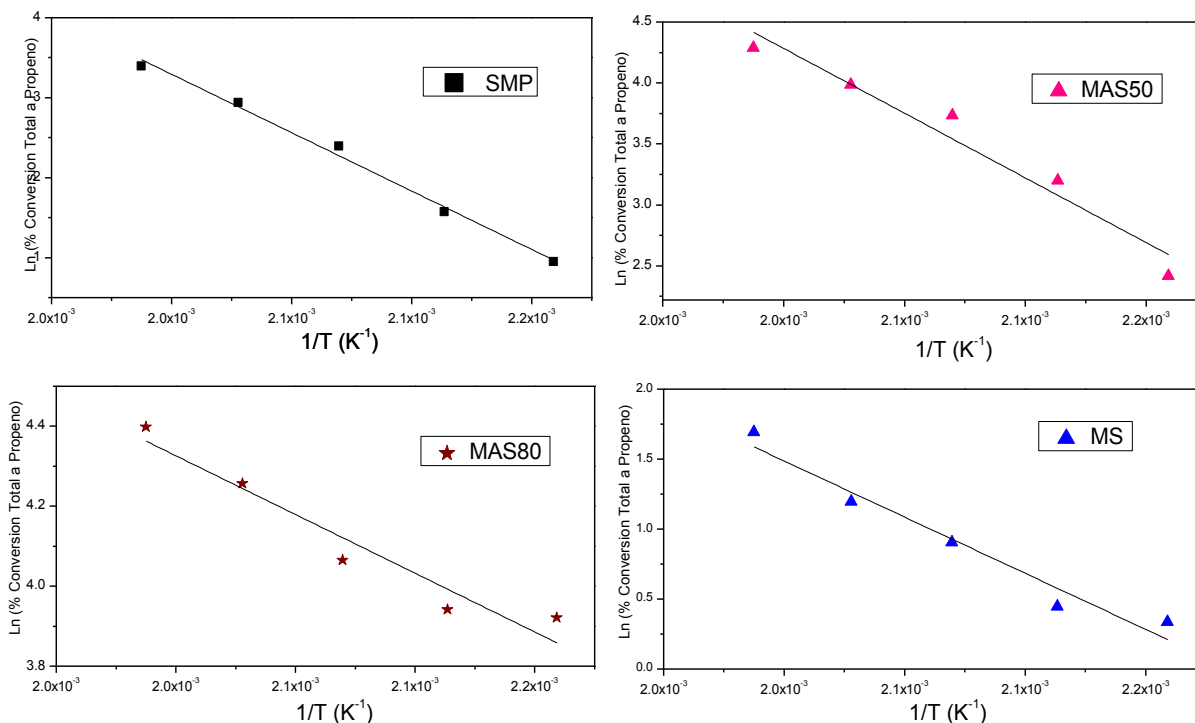 Ln (% Conversion Total a Propeno)
4
3
2
1
SMP
2.0x10⁻³ 2.0x10⁻³ 2.1x10⁻³ 2.1x10⁻³ 2.2x10⁻³
1/T (K⁻¹)
Ln (% Conversion Total a Propeno)
4.5
4.0
3.5
3.0
2.5
MAS50
2.0x10⁻³ 2.0x10⁻³ 2.1x10⁻³ 2.1x10⁻³ 2.2x10⁻³
1/T (K⁻¹)
Ln (% Conversion Total a Propeno)
4.4
4.2
4.0
3.8
MAS80
2.0x10⁻³ 2.0x10⁻³ 2.1x10⁻³ 2.1x10⁻³ 2.2x10⁻³
1/T (K⁻¹)
Ln (% Conversion Total a Propeno)
2.0
1.5
1.0
0.5
0.0
MS
2.0x10⁻³ 2.0x10⁻³ 2.1x10⁻³ 2.1x10⁻³ 2.2x10⁻³
1/T (K⁻¹)